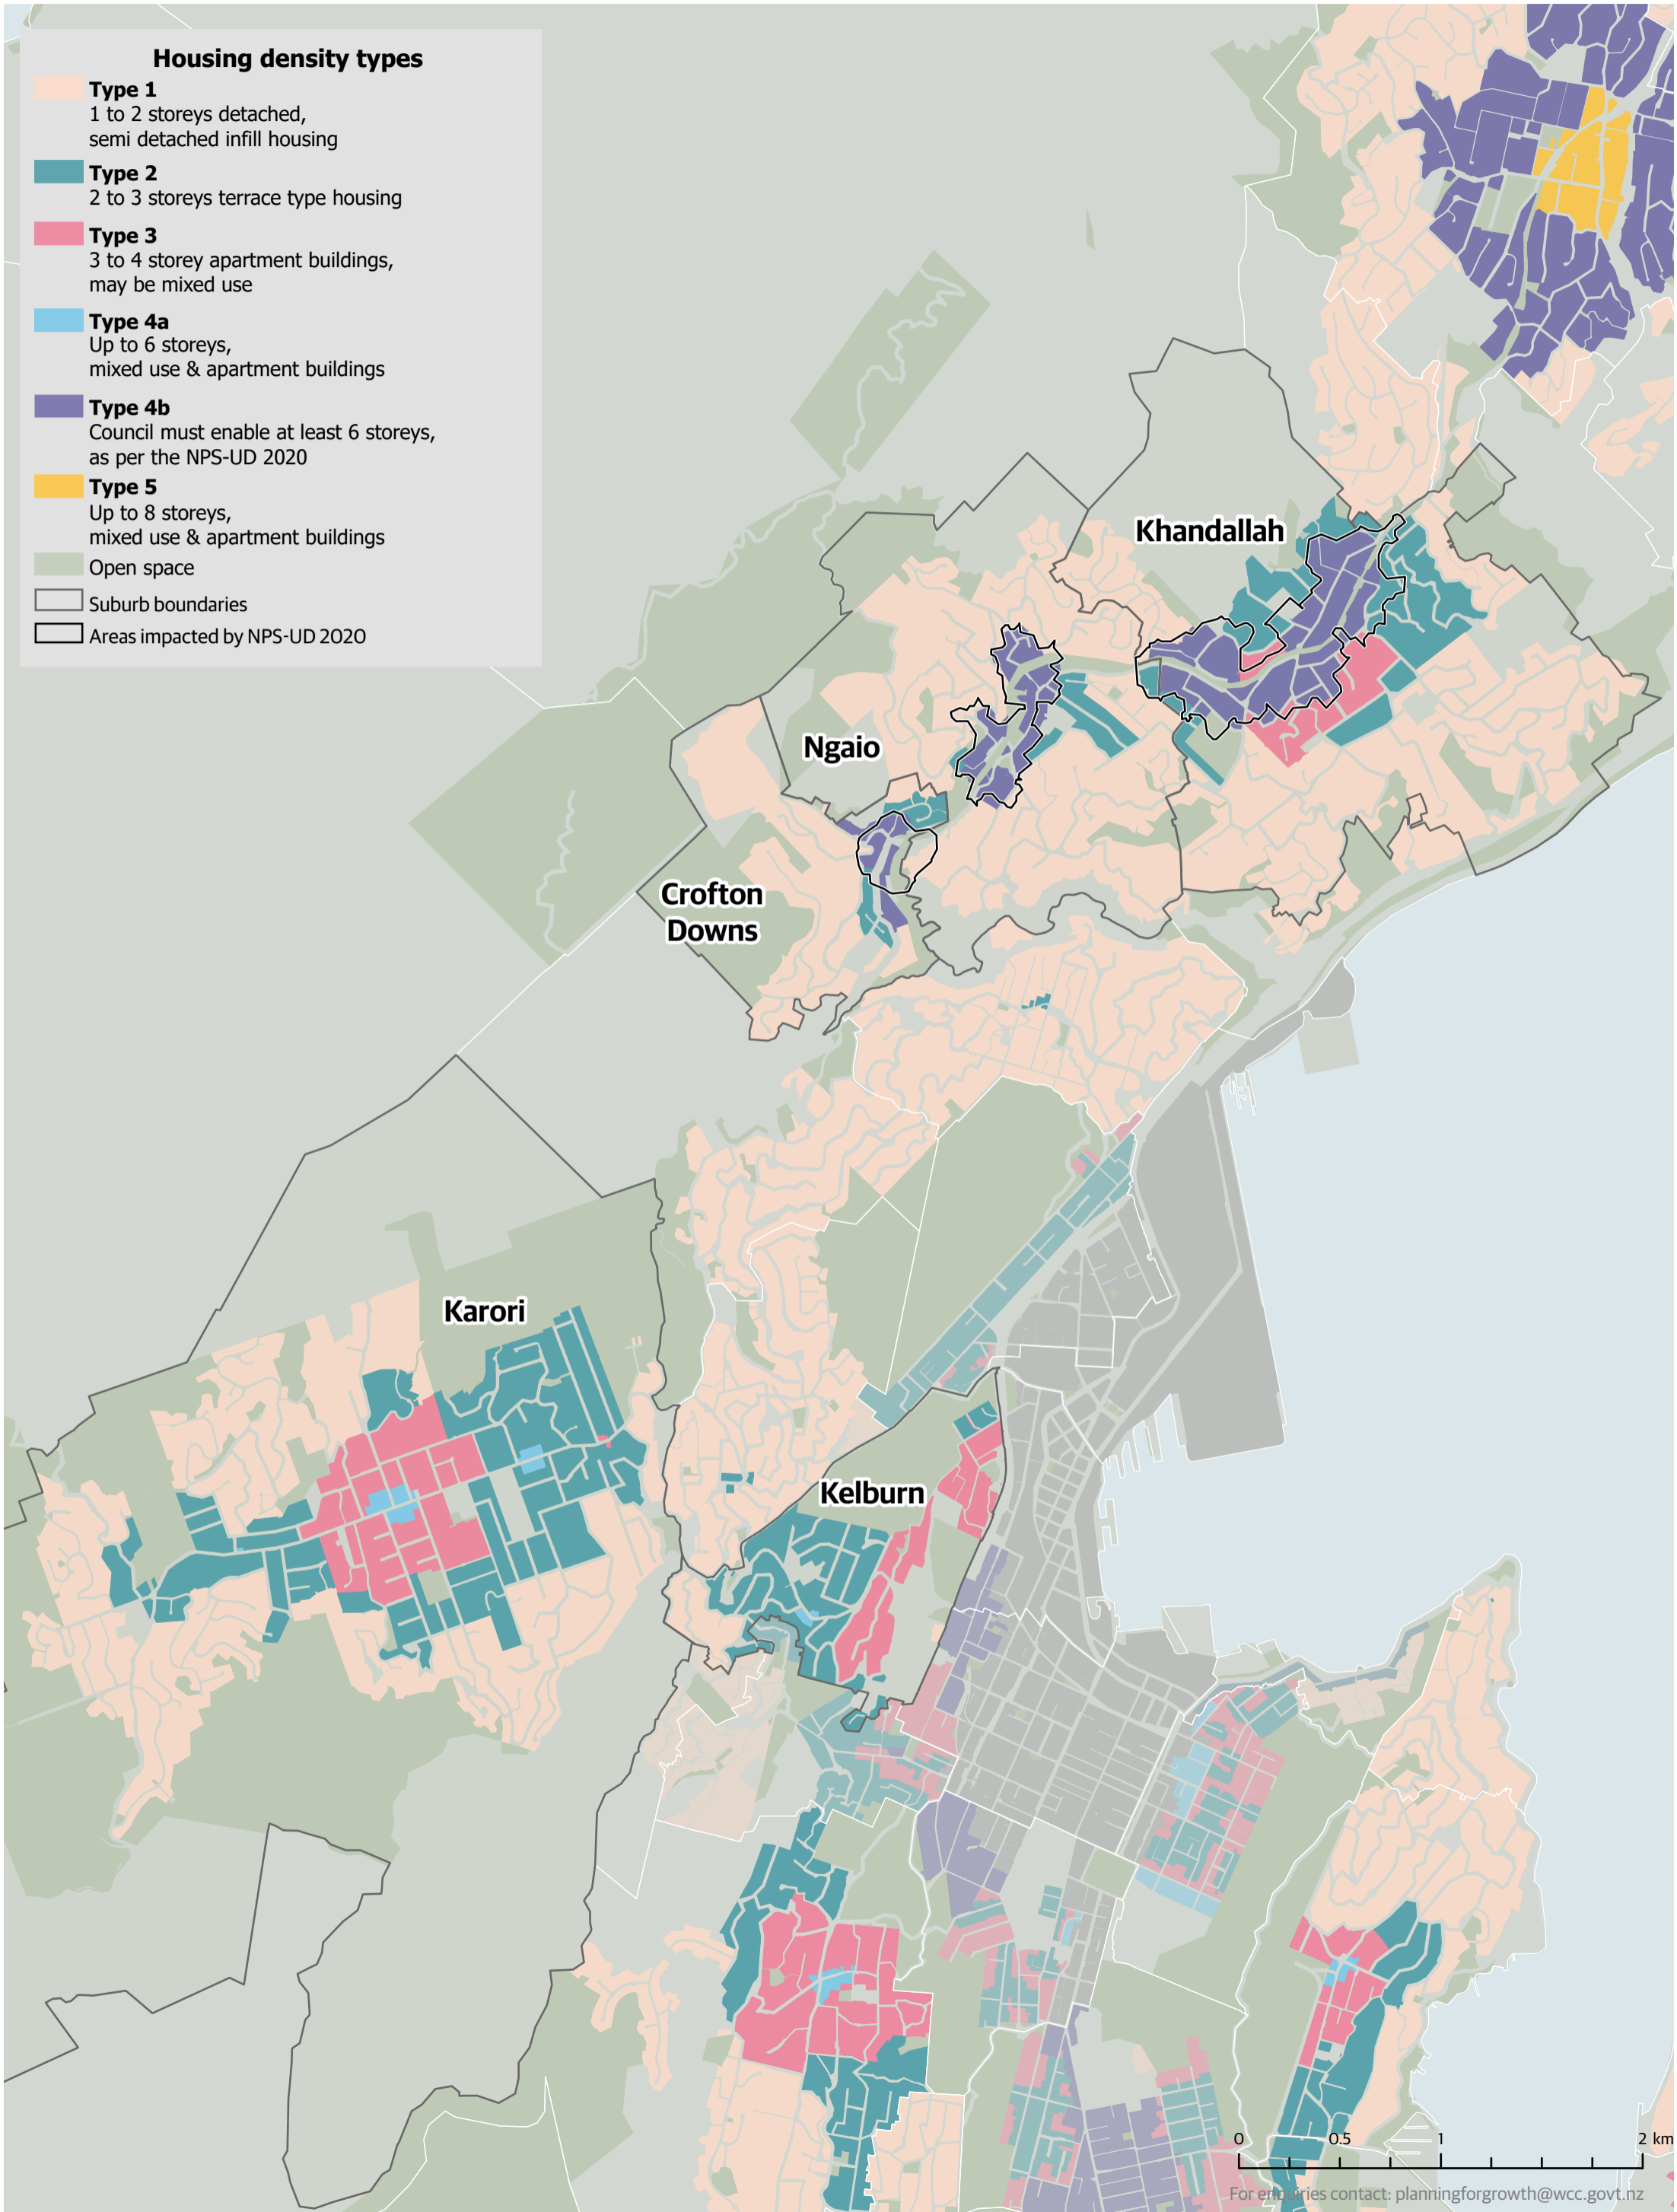 Housing density types
Type 1
1 to 2 storeys detached,
semi detached infill housing
Type 2
2 to 3 storeys terrace type housing
Type 3
3 to 4 storey apartment buildings,
may be mixed use
Type 4a
Up to 6 storeys,
mixed use & apartment buildings
Type 4b
Council must enable at least 6 storeys,
as per the NPS-UD 2020
Type 5
Up to 8 storeys,
mixed use & apartment buildings
Open space
Suburb boundaries
Areas impacted by NPS-UD 2020
Khandallah
Ngaio
Crofton
Downs
Karori
Kelburn
0 0.5 1 2 km
For enquiries contact: planningforgrowth@wcc.govt.nz